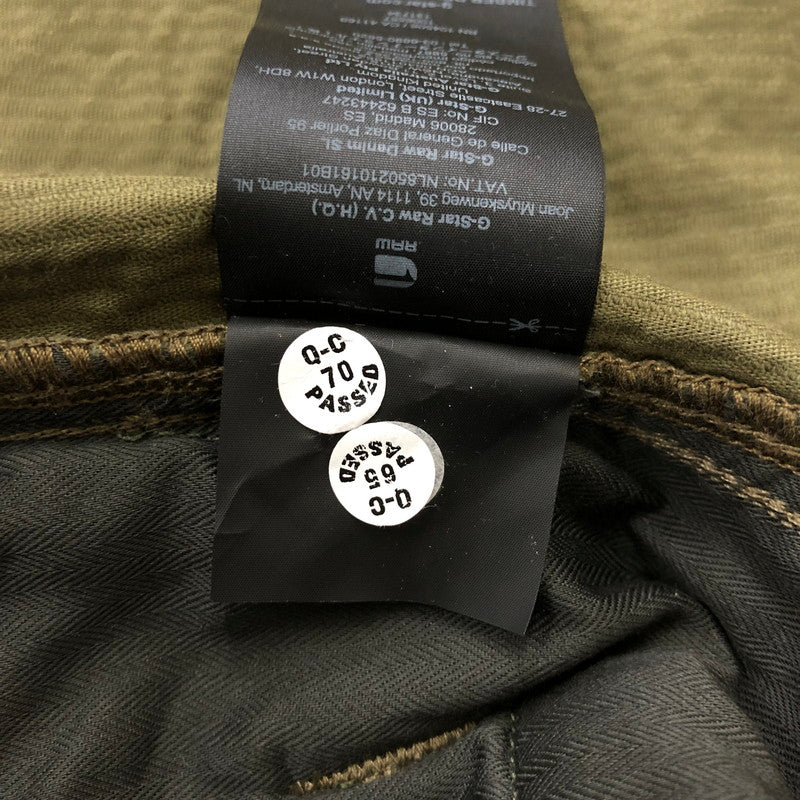 RAW
G-Star Raw C.V. (H.Q.)
Joan Muyskenweg 39, 1114 AN, Amsterdam, NL
VAT.No: NL850210161B01
G-Star Raw Denim SL
Calle de General Díaz Porlier 95
28006 Madrid, ES
CIF No: ES B 62443247
G-Star (UK) Limited
27-28 Eastcastle Street, London W1W 8DH,
United Kingdom
Q-C
70
PASSED
Q-C
65
PASSED